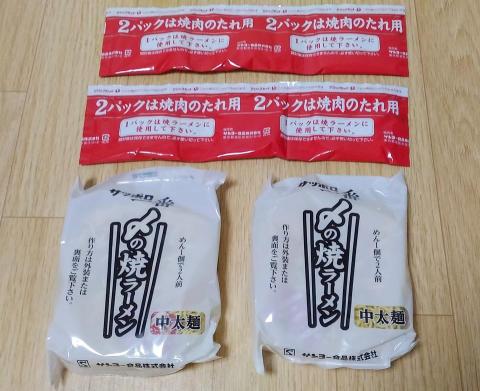 2パックは焼肉のたれ用 2パックは焼肉のたれ用
1パックは焼ラーメンに
使用して下さい。
1パックは焼ラーメンに
使用して下さい。
2パックは焼肉のたれ用 2パックは焼肉のたれ用
1パックは焼ラーメンに
使用して下さい。
1パックは焼ラーメンに
使用して下さい。
サッポロ一番
〆の焼ラーメン
めん1個で2人前
作り方は外装または
裏面をご覧下さい。
中太麺
サンヨー食品株式会社
サッポロ一番
〆の焼ラーメン
めん1個で2人前
作り方は外装または
裏面をご覧下さい。
中太麺
サンヨー食品株式会社